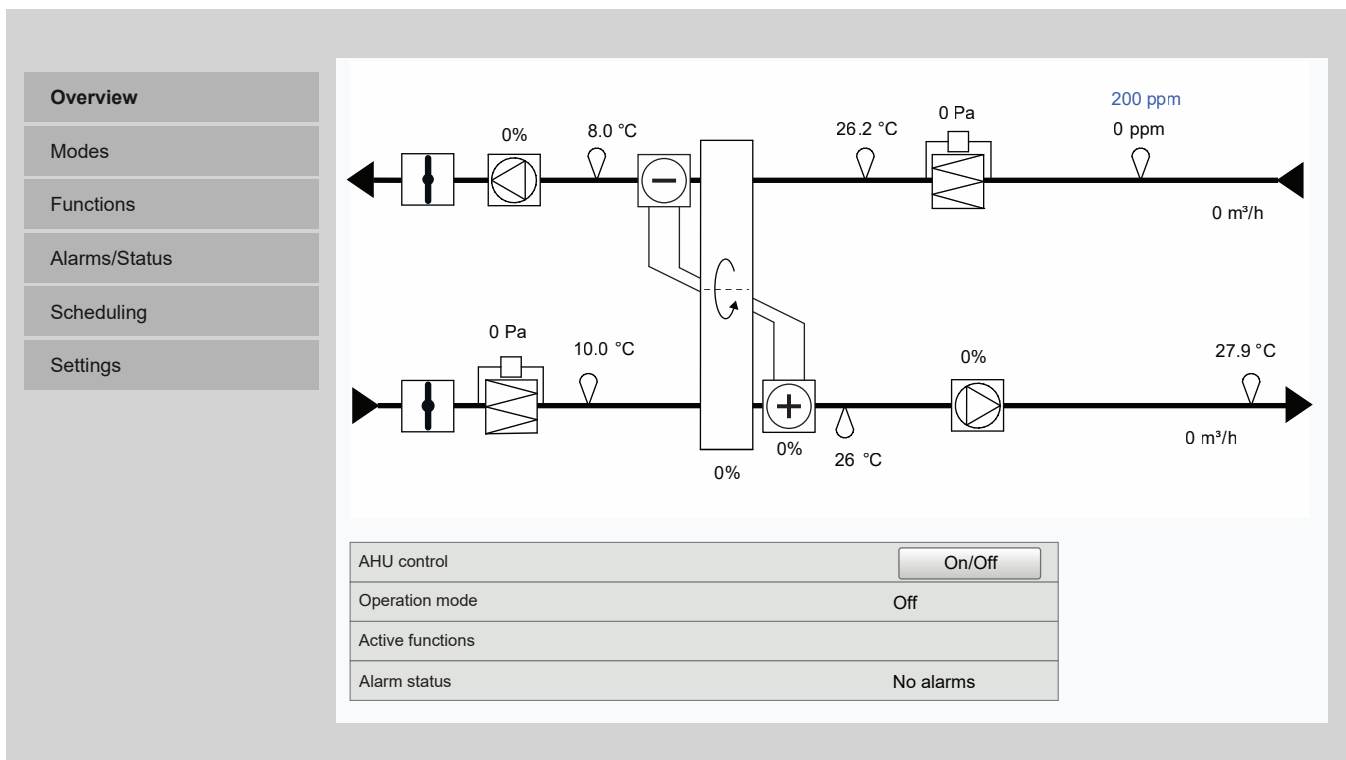 Overview
Modes
Functions
Alarms/Status
Scheduling
Settings
200 ppm
0 Pa
0%
8.0 °C
26.2 °C
0 ppm
0 m³/h
0 Pa
10.0 °C
0%
27.9 °C
0 m³/h
0%
26 °C
0%
AHU control On/Off
Operation mode Off
Active functions
Alarm status No alarms